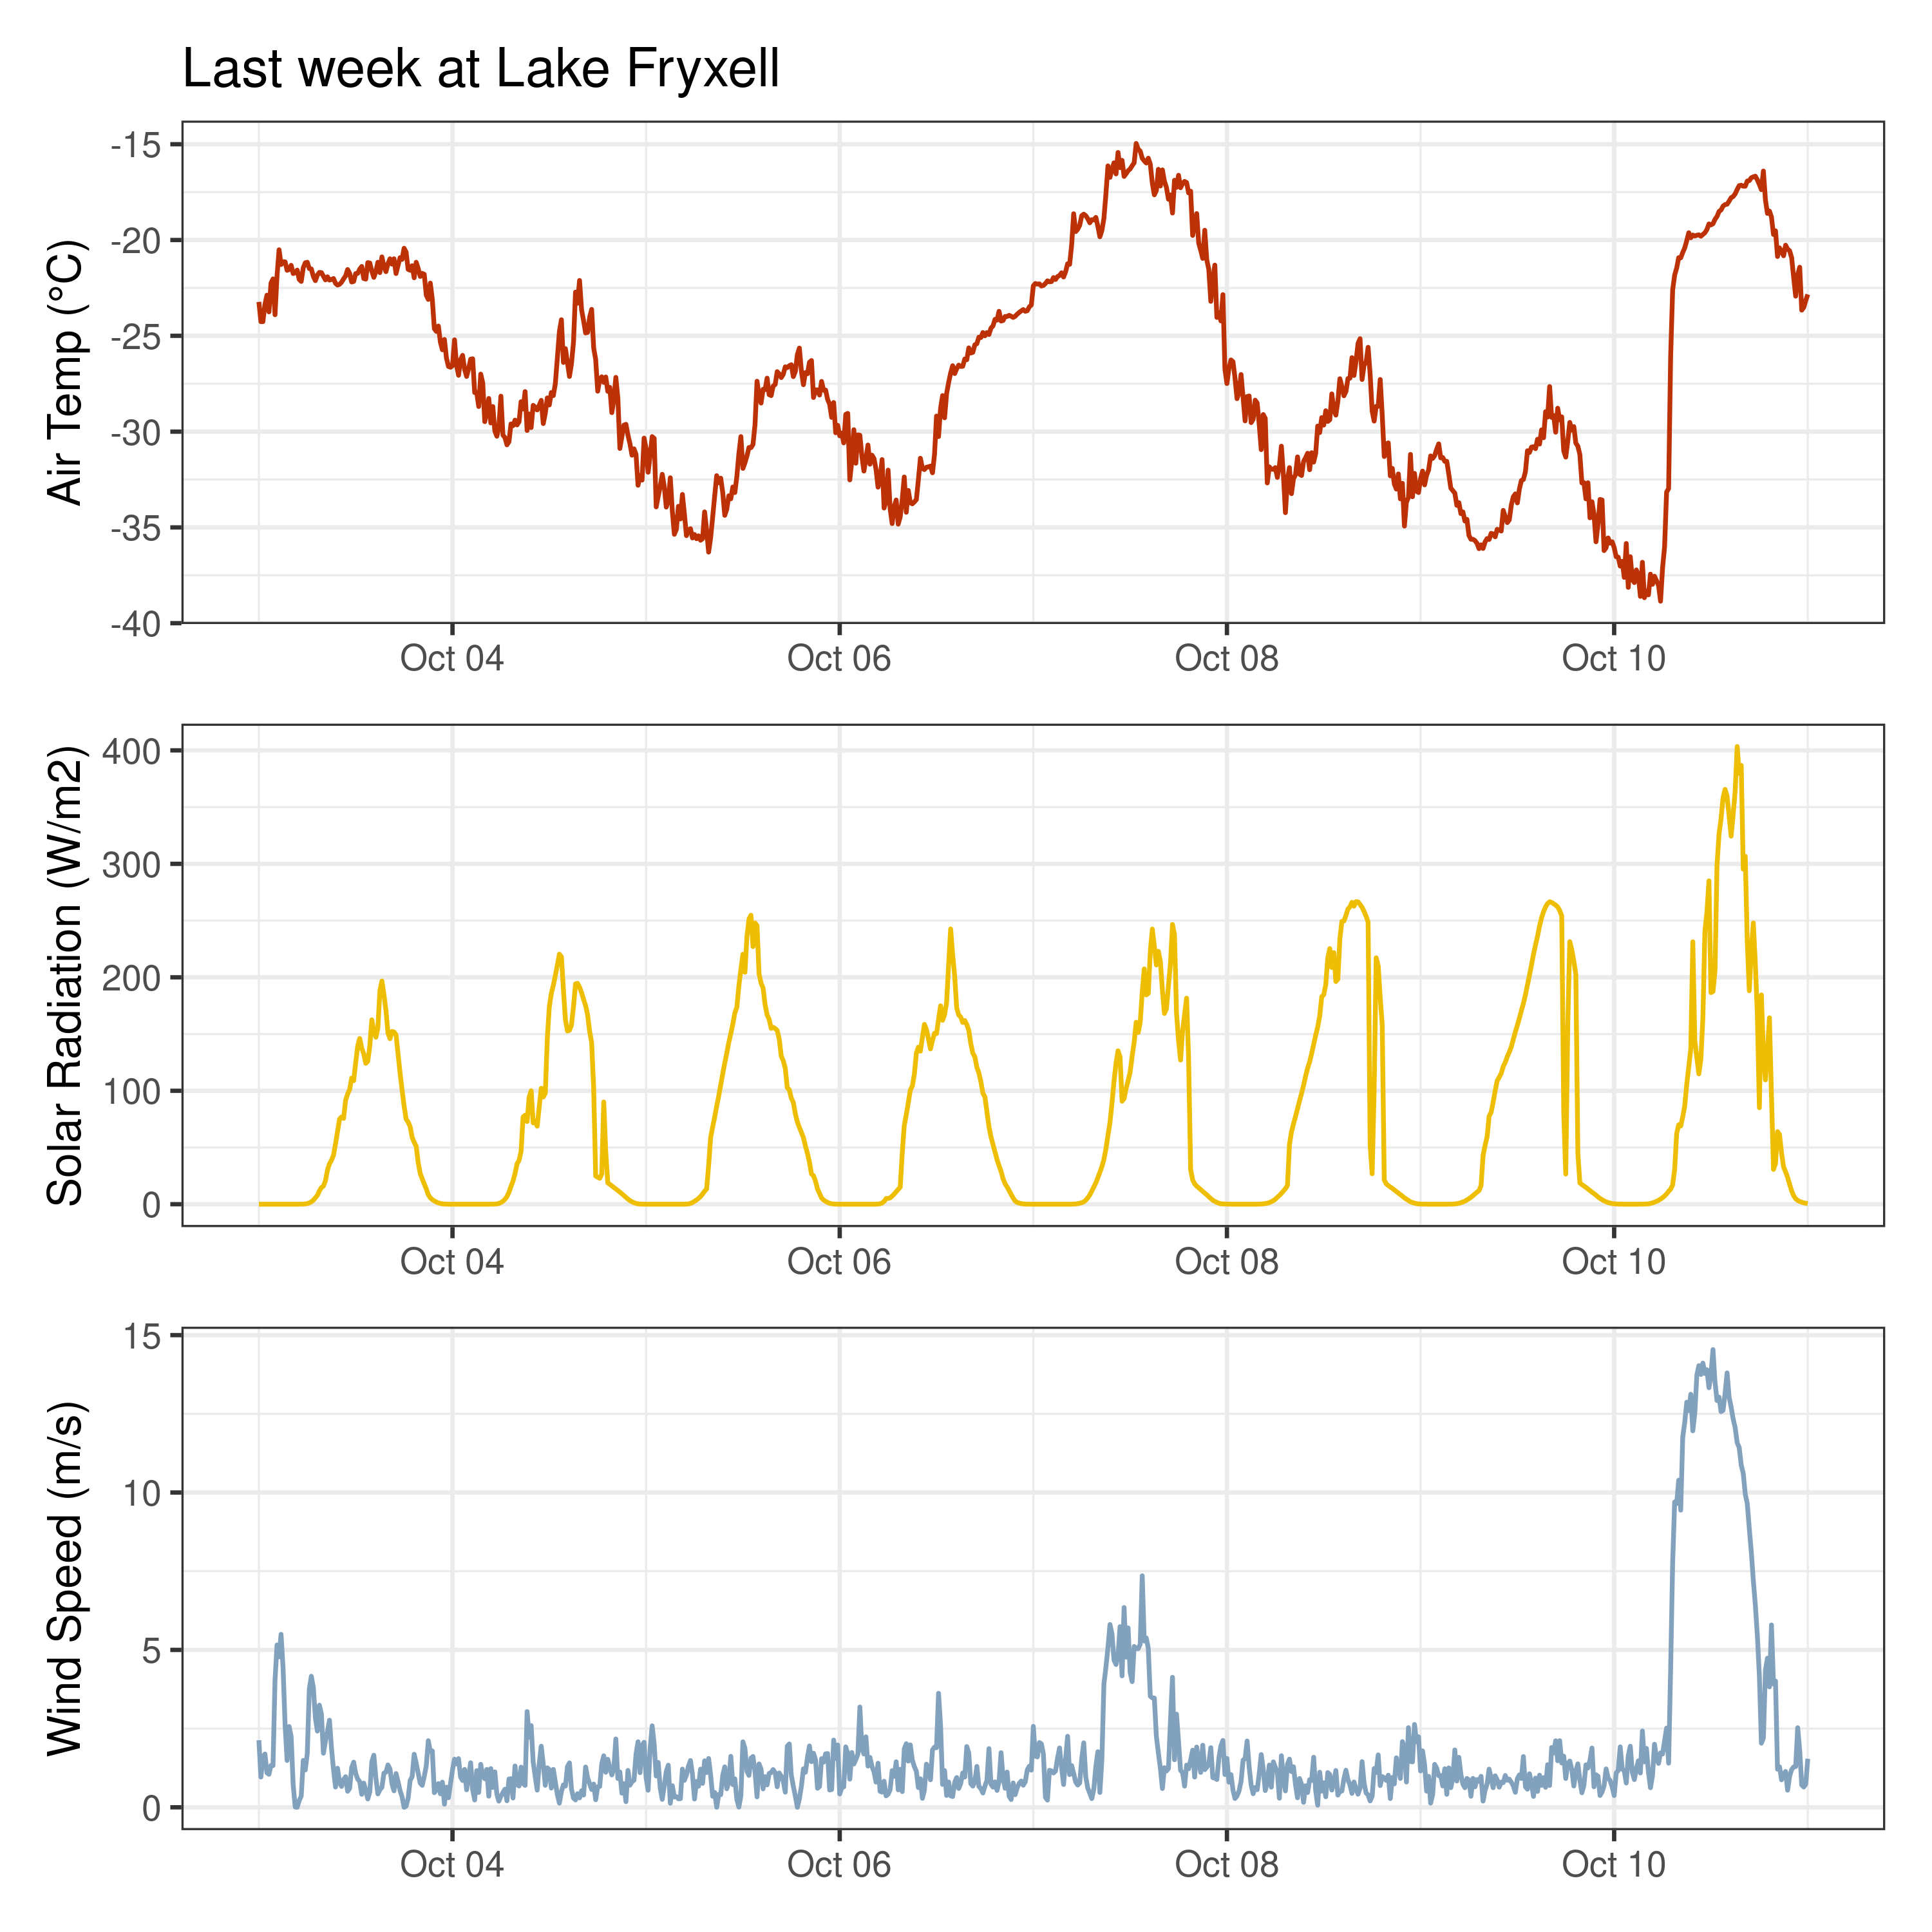 Last week at Lake Fryxell
Air Temp (°C)
-15
-20
-25
-30
-35
-40
Oct 04 Oct 06 Oct 08 Oct 10
Solar Radiation (W/m2)
400
300
200
100
0
Oct 04 Oct 06 Oct 08 Oct 10
Wind Speed (m/s)
15
10
5
0
Oct 04 Oct 06 Oct 08 Oct 10